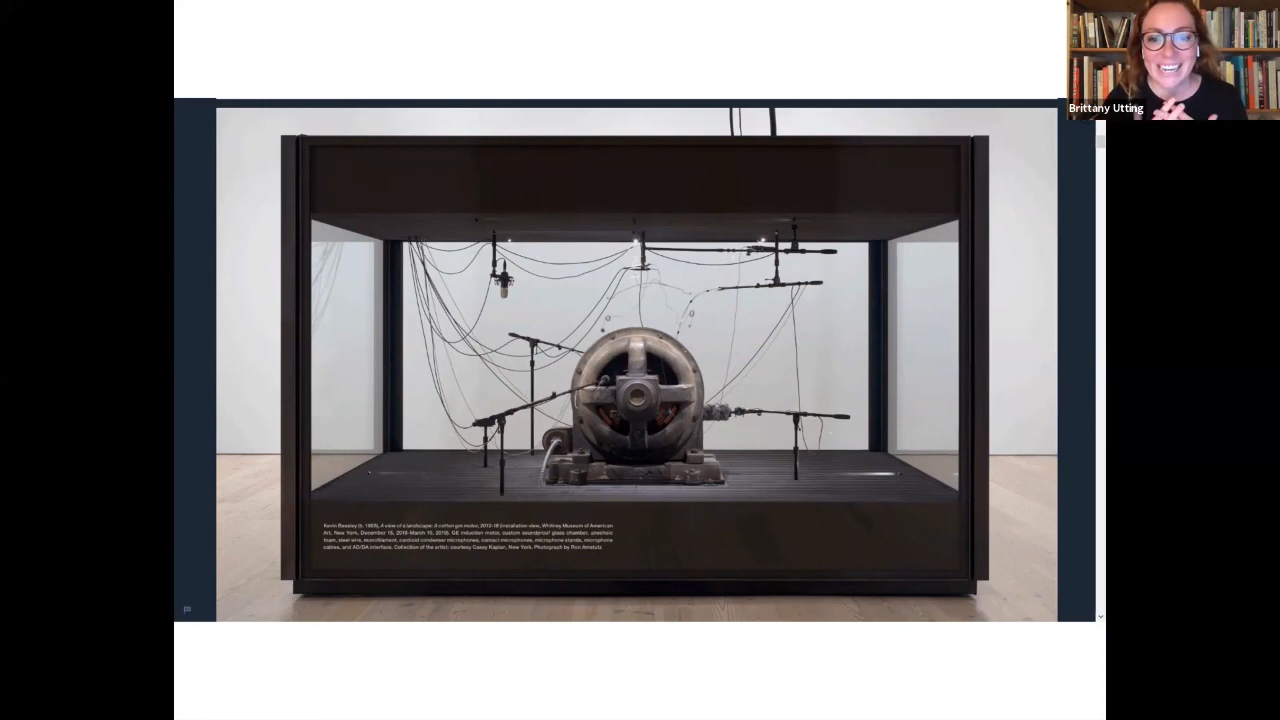 Brittany Utting
Kevin Beasley (b. 1985), A view of a landscape: A cotton gin motor, 2012-18 (installation view, Whitney Museum of American
Art, New York, December 15, 2018-March 10, 2019). GE induction motor, custom soundproof glass chamber, anechoic
foam, steel wire, monofilament, cardioid condenser microphones, contact microphones, microphone stands, microphone
cables, and AD/DA interface. Collection of the artist; courtesy Casey Kaplan, New York. Photograph by Ron Amstutz